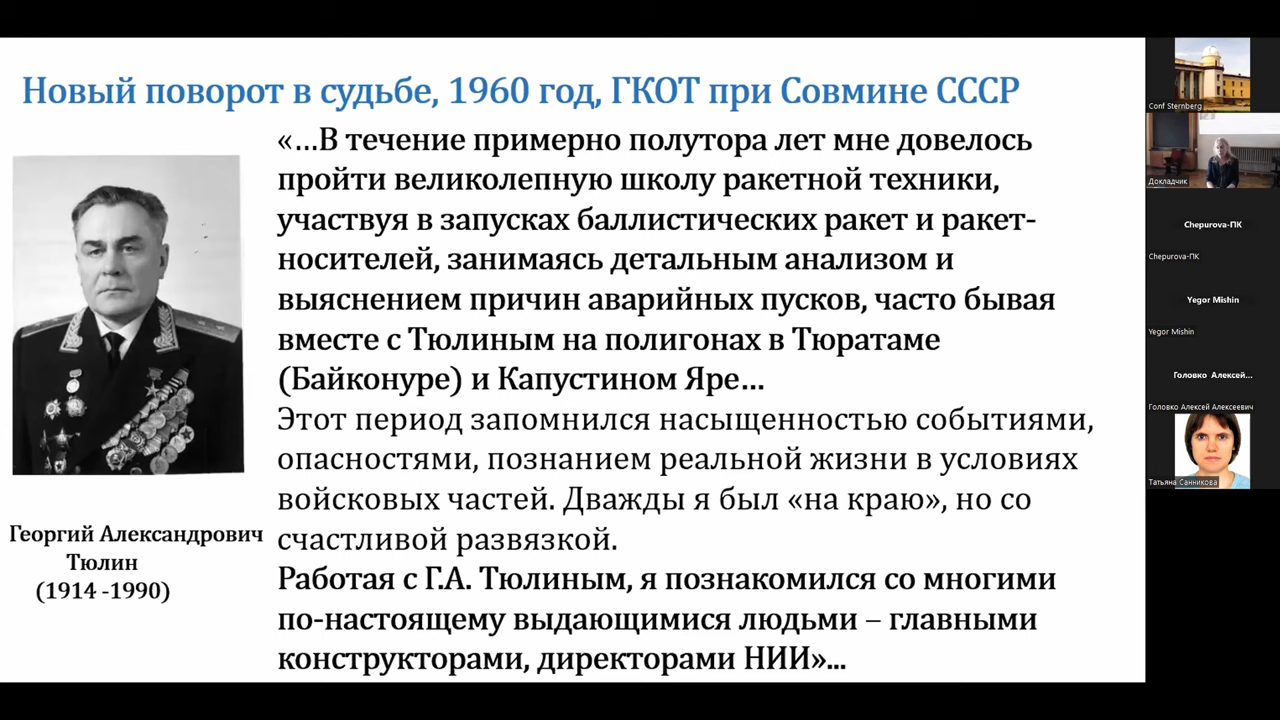 Новый поворот в судьбе, 1960 год, ГКОТ при Совмине СССР
«...В течение примерно полутора лет мне довелось
пройти великолепную школу ракетной техники,
участвуя в запусках баллистических ракет и ракет-
носителей, занимаясь детальным анализом и
выяснением причин аварийных пусков, часто бывая
вместе с Тюлиным на полигонах в Тюратаме
(Байконуре) и Капустином Яре...
Этот период запомнился насыщенностью событиями,
опасностями, познанием реальной жизни в условиях
войсковых частей. Дважды я был «на краю», но со
счастливой развязкой.
Работая с Г.А. Тюлиным, я познакомился со многими
по-настоящему выдающимися людьми – главными
конструкторами, директорами НИИ»...
Георгий Александрович
Тюлин
(1914 -1990)
Conf Sternberg
Докладчик
Chepurova-ПК
Chepurova-ПК
Yegor Mishin
Yegor Mishin
Головко Алексей...
Головко Алексей Алексеевич
Татьяна Санникова